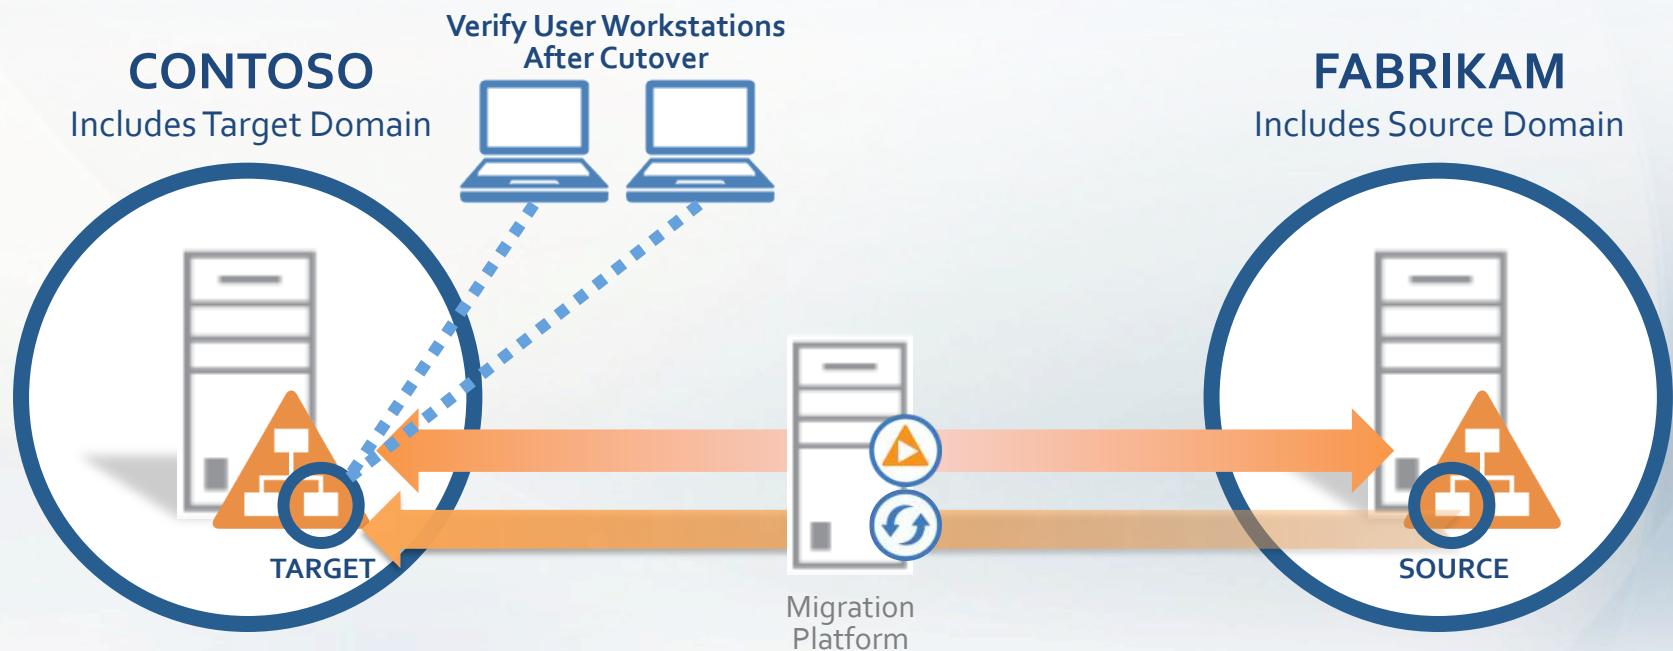 Verify User Workstations
After Cutover
CONTOSO
Includes Target Domain
FABRIKAM
Includes Source Domain
TARGET
SOURCE
Migration
Platform